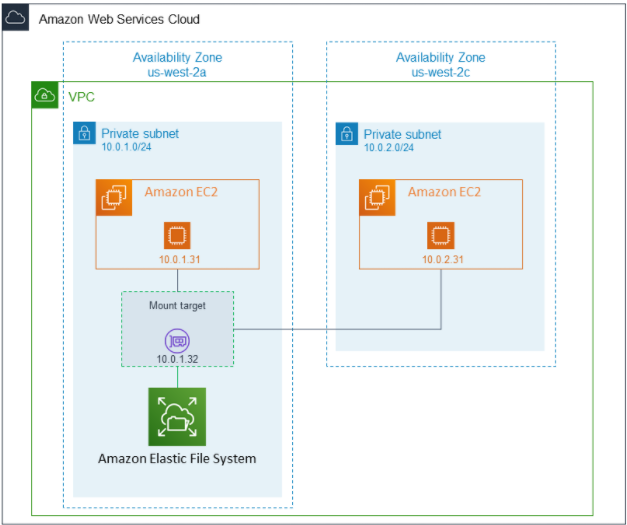 Amazon Web Services Cloud
Availability Zone
us-west-2a
Availability Zone
us-west-2c
VPC
Private subnet
10.0.1.0/24
Private subnet
10.0.2.0/24
Amazon EC2
10.0.1.31
Amazon EC2
10.0.2.31
Mount target
10.0.1.32
Amazon Elastic File System